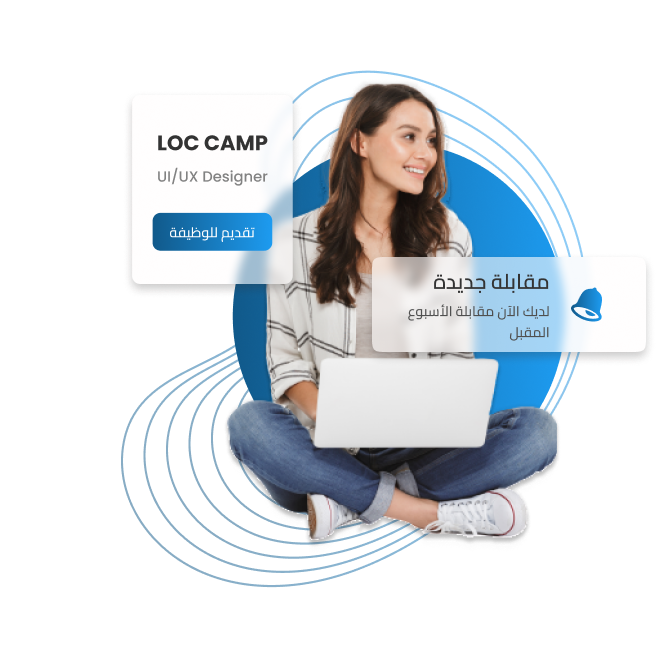 LOC CAMP
UI/UX Designer
تقديم للوظيفة
مقابلة جديدة
لديك الآن مقابلة الأسبوع
المقبل